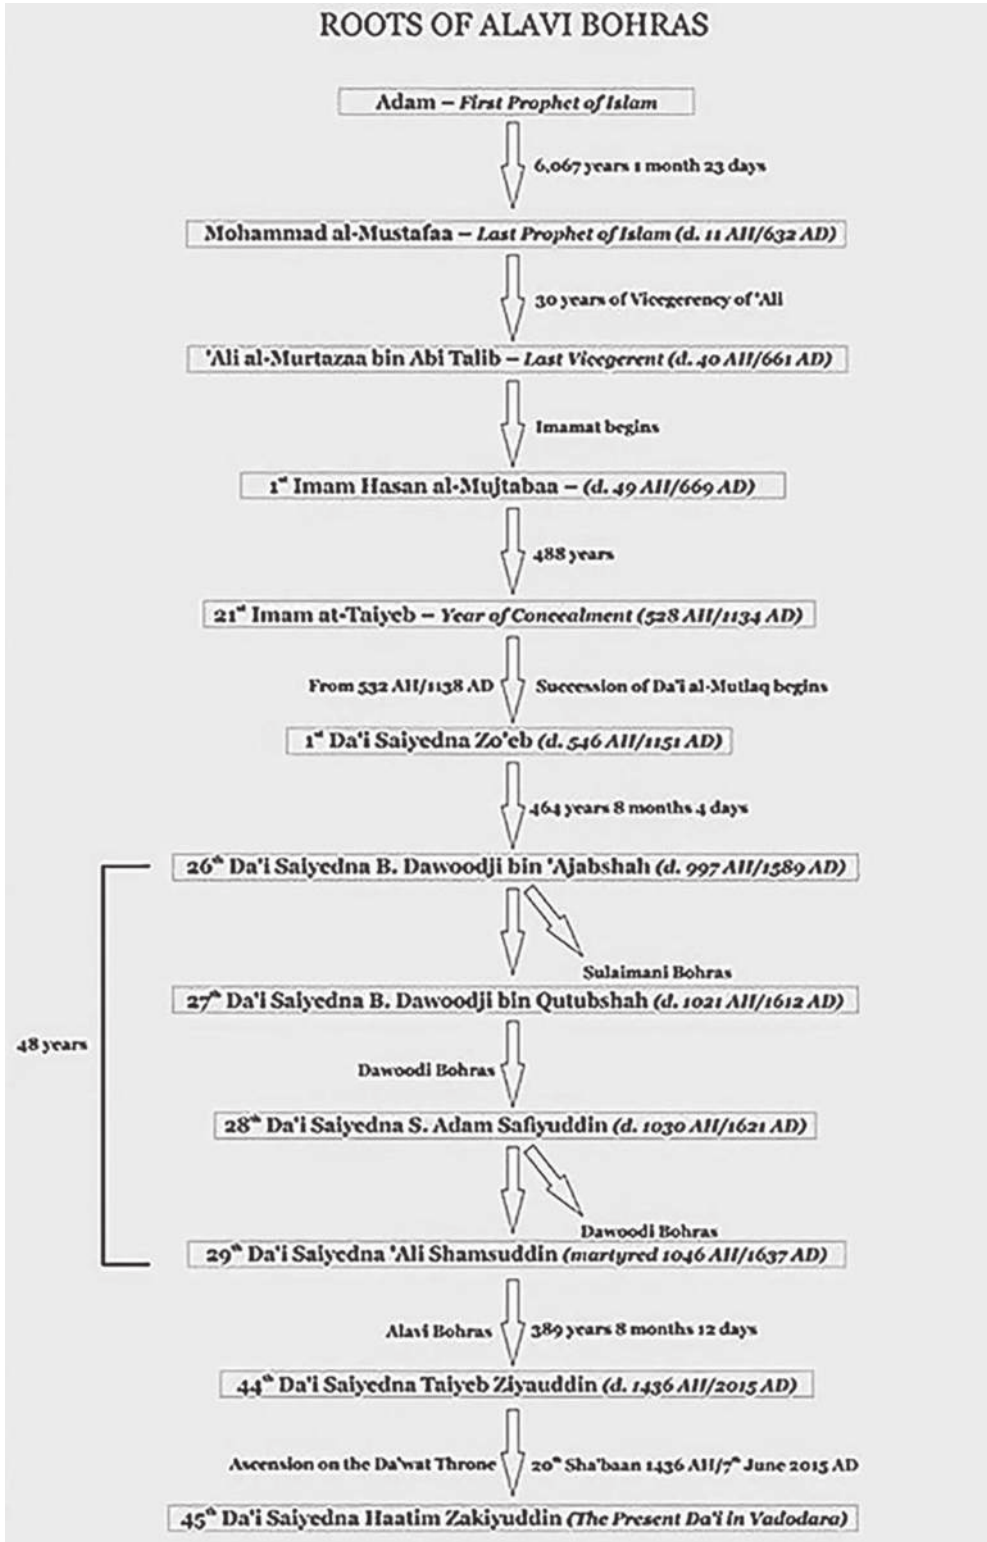 ROOTS OF ALAVI BOHRAS
Adam – First Prophet of Islam
6,067 years 1 month 23 days
Mohammad al-Mustafaa – Last Prophet of Islam (d. 11 AH/632 AD)
30 years of Vicegerency of 'Ali
'Ali al-Murtazaa bin Abi Talib – Last Vicegerent (d. 40 AH/661 AD)
Imamat begins
1st Imam Hasan al-Mujtabaa – (d. 49 AH/669 AD)
488 years
21st Imam at-Taiyeb – Year of Concealment (528 AH/1134 AD)
From 532 AH/1138 AD Succession of Da'i al-Mutlaq begins
1st Da'i Saiyedna Zo'eb (d. 546 AH/1151 AD)
464 years 8 months 4 days
26th Da'i Saiyedna B. Dawoodji bin 'Ajabshah (d. 997 AH/1589 AD)
Sulaimani Bohras
27th Da'i Saiyedna B. Dawoodji bin Qutubshah (d. 1021 AH/1612 AD)
48 years
Dawoodi Bohras
28th Da'i Saiyedna S. Adam Safiyuddin (d. 1030 AH/1621 AD)
Dawoodi Bohras
29th Da'i Saiyedna 'Ali Shamsuddin (martyred 1046 AH/1637 AD)
Alavi Bohras 389 years 8 months 12 days
44th Da'i Saiyedna Taiyeb Ziyauddin (d. 1436 AH/2015 AD)
Ascension on the Da'wat Throne 20th Sha'baan 1436 AH/7th June 2015 AD
45th Da'i Saiyedna Haatim Zakiyuddin (The Present Da'i in Vadodara)